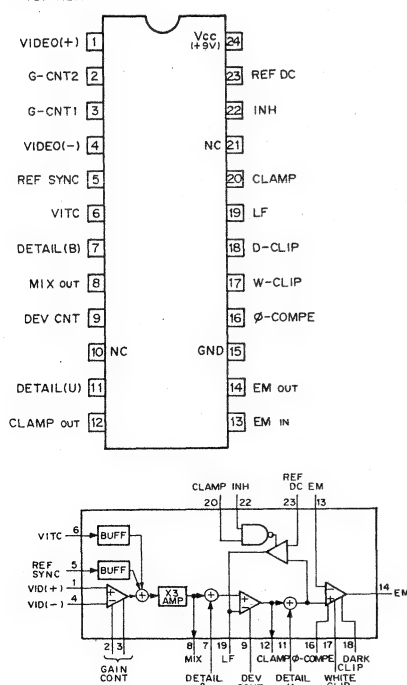 VIDEO(+) 1
Vcc (+9V) 24
G-CNT2 2
23 REF DC
G-CNT1 3
22 INH
VIDEO(-) 4
NC 21
REF SYNC 5
20 CLAMP
VITC 6
19 LF
DETAIL(B) 7
18 D-CLIP
MIX OUT 8
17 W-CLIP
DEV CNT 9
16 Ø-COMPE
10 NC
GND 15
DETAIL(U) 11
14 EM OUT
CLAMP OUT 12
13 EM IN
REF
CLAMP INH DC EM
20 22 23 13
VITC 6 BUFF
REF SYNC 5 BUFF
VID(+) 1
VID(-) 4
X3 AMP
14 EM
2 3 8 7 19 9 12 11 16 17 18
GAIN CONT
MIX LF CLAMP Ø-COMPE DARK CLIP
DETAIL DEV DETAIL WHITE